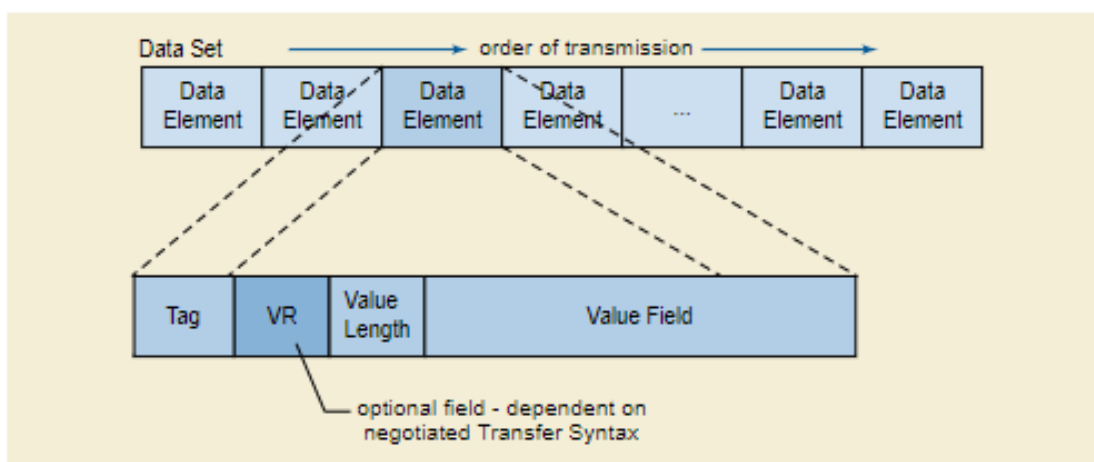 Data Set order of transmission
Data Data Data Data ... Data Data
Element Element Element Element Element Element
Tag VR Value Length Value Field
optional field - dependent on
negotiated Transfer Syntax